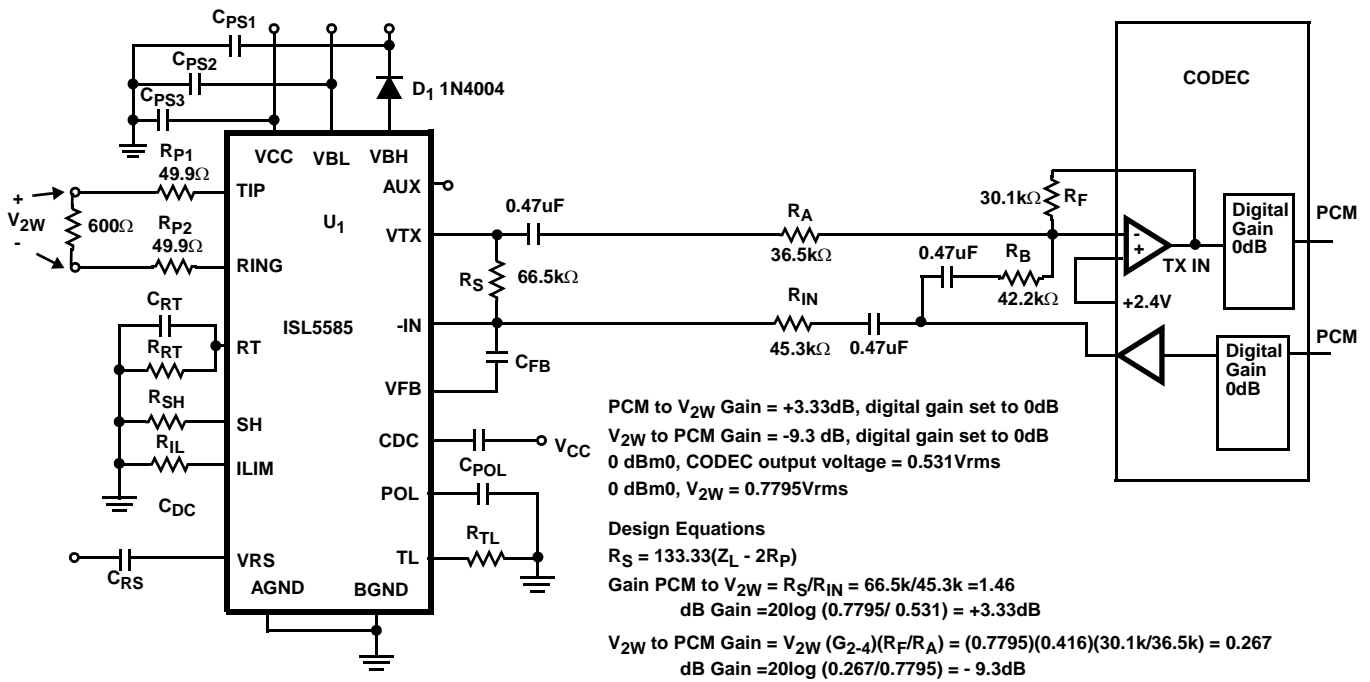 CPS1
CPS2
CPS3
D1 1N4004
CODEC
VCC
VBL
VBH
RP1
49.9Ω
TIP
AUX
+
V2W
-
600Ω
RP2
49.9Ω
RING
U1
ISL5585
VTX
0.47uF
RS
66.5kΩ
RA
36.5kΩ
30.1kΩ
RF
0.47uF
RB
42.2kΩ
-
+
TX IN
+2.4V
Digital
Gain
0dB
PCM
CRT
RRT
RT
-IN
RIN
45.3kΩ
0.47uF
Digital
Gain
0dB
PCM
CFB
VFB
RSH
SH
RIL
ILIM
CDC
CDC
VCC
CPOL
POL
RTL
TL
CRS
VRS
AGND
BGND
PCM to V2W Gain = +3.33dB, digital gain set to 0dB
V2W to PCM Gain = -9.3 dB, digital gain set to 0dB
0 dBm0, CODEC output voltage = 0.531Vrms
0 dBm0, V2W = 0.7795Vrms
Design Equations
RS = 133.33(ZL - 2RP)
Gain PCM to V2W = RS/RIN = 66.5k/45.3k =1.46
dB Gain =20log (0.7795/ 0.531) = +3.33dB
V2W to PCM Gain = V2W (G2-4)(RF/RA) = (0.7795)(0.416)(30.1k/36.5k) = 0.267
dB Gain =20log (0.267/0.7795) = - 9.3dB